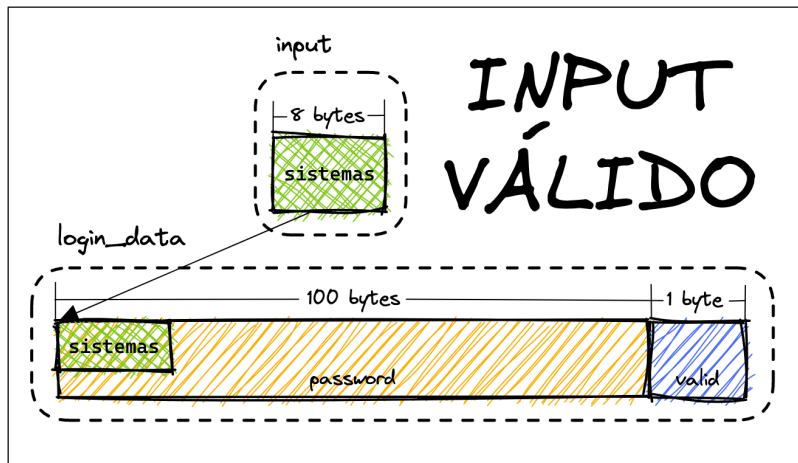 input
INPUT
VÁLIDO
8 bytes
sistemas
login_data
100 bytes
1 byte
sistemas
password
valid